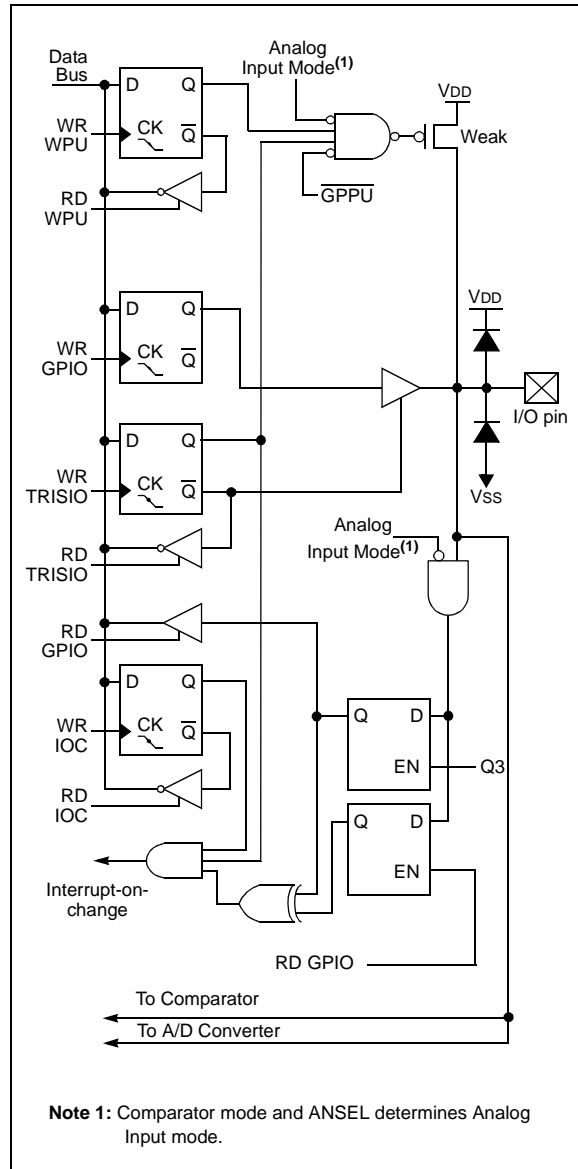 Data
Bus
Analog
Input Mode(1)
VDD
D Q
WR
WPU
CK
Q
Weak
RD
WPU
GPPU
VDD
D Q
WR
GPIO
CK
Q
I/O pin
D Q
WR
TRISIO
CK
Q
VSS
Analog
Input Mode(1)
RD
TRISIO
RD
GPIO
D Q
WR
IOC
CK
Q
Q D
EN
Q3
RD
IOC
Q D
EN
Interrupt-on-
change
RD GPIO
To Comparator
To A/D Converter
Note 1: Comparator mode and ANSEL determines Analog
Input mode.